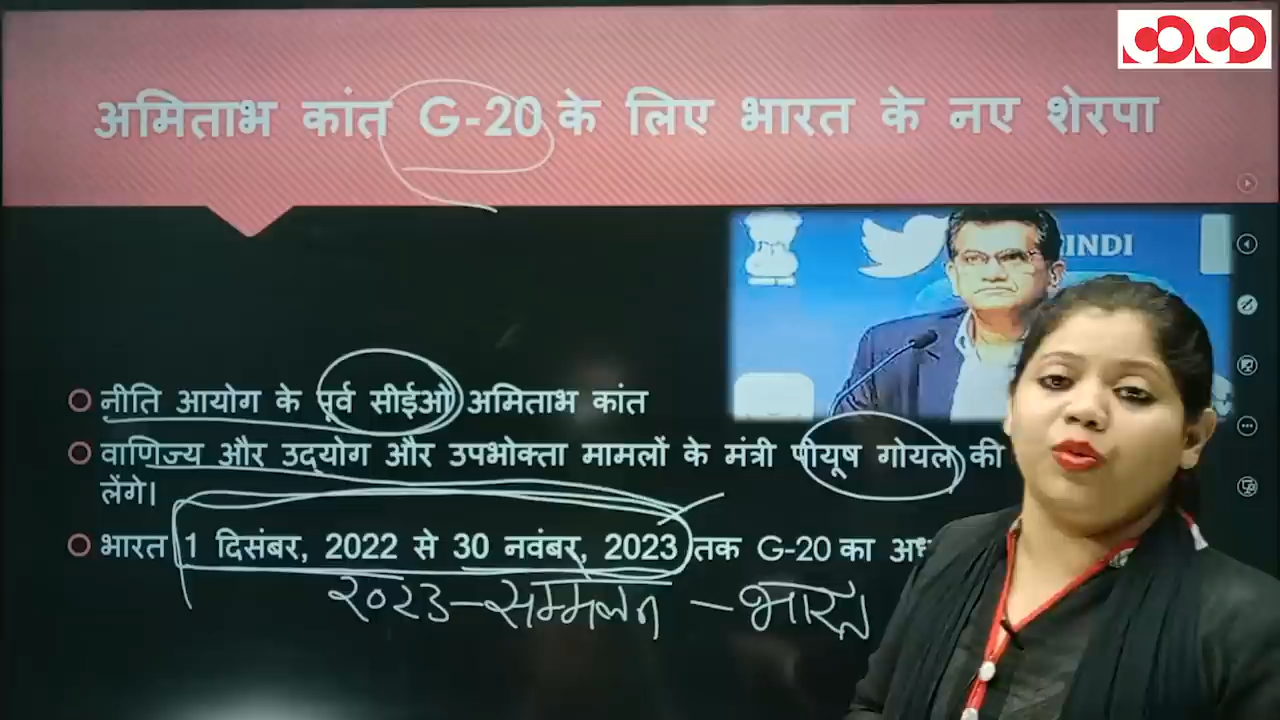 अमिताभ कांत G-20 के लिए भारत के नए शेरपा
INDI
नीति आयोग के पूर्व सीईओ अमिताभ कांत
वाणिज्य और उद्योग और उपभोक्ता मामलों के मंत्री पीयूष गोयल की
लेंगे।
भारत 1 दिसंबर, 2022 से 30 नवंबर, 2023 तक G-20 का
२०२3 - सम्मेलन - भारत